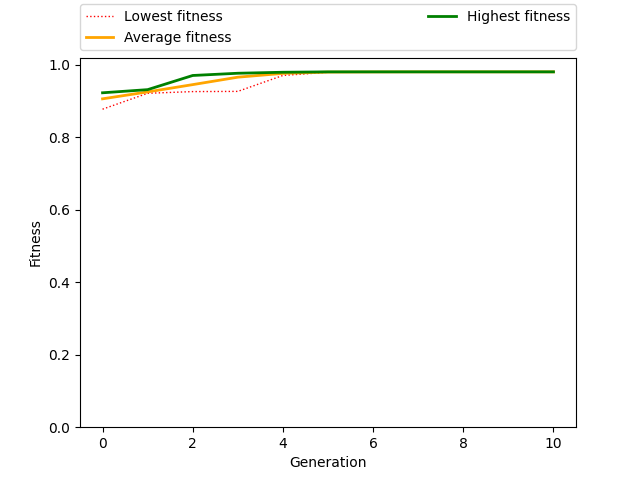 Lowest fitness
Average fitness
Highest fitness
1.0
0.8
0.6
0.4
0.2
0.0
Fitness
0 2 4 6 8 10
Generation